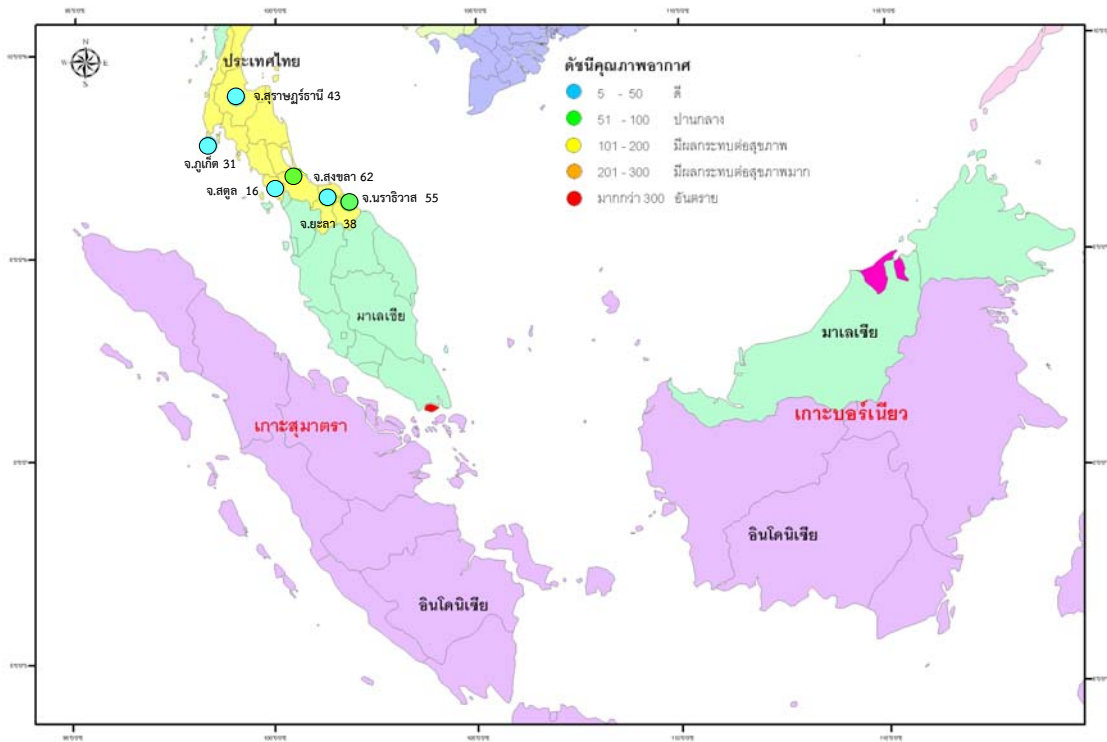 N
W
E
S
ประเทศไทย
จ.สุราษฎร์ธานี 43
จ.ภูเก็ต 31
จ.สงขลา 62
จ.สตูล 16
จ.นราธิวาส 55
จ.ยะลา 38
ดัชนีคุณภาพอากาศ
5 - 50 ดี
51 - 100 ปานกลาง
101 - 200 มีผลกระทบต่อสุขภาพ
201 - 300 มีผลกระทบต่อสุขภาพมาก
มากกว่า 300 อันตราย
มาเลเซีย
มาเลเซีย
เกาะสุมาตรา
เกาะบอร์เนียว
อินโดนิเซีย
อินโดนิเซีย